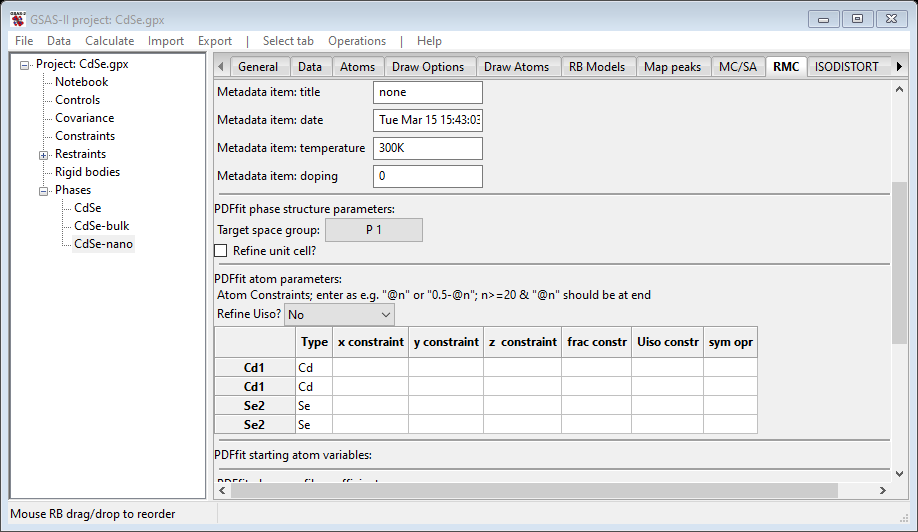 GSAS-II project: CdSe.gpx
File Data Calculate Import Export | Select tab Operations | Help
Project: CdSe.gpx
Notebook
Controls
Covariance
Constraints
Restraints
Rigid bodies
Phases
CdSe
CdSe-bulk
CdSe-nano
General Data Atoms Draw Options Draw Atoms RB Models Map peaks MC/SA RMC ISODISTORT
Metadata item: title none
Metadata item: date Tue Mar 15 15:43:03
Metadata item: temperature 300K
Metadata item: doping 0
PDFfit phase structure parameters:
Target space group: P 1
Refine unit cell?
PDFfit atom parameters:
Atom Constraints; enter as e.g. "@n" or "0.5-@n"; n>=20 & "@n" should be at end
Refine Uiso? No
Type x constraint y constraint z constraint frac constr Uiso constr sym opr
Cd1 Cd
Cd1 Cd
Se2 Se
Se2 Se
PDFfit starting atom variables:
Mouse RB drag/drop to reorder